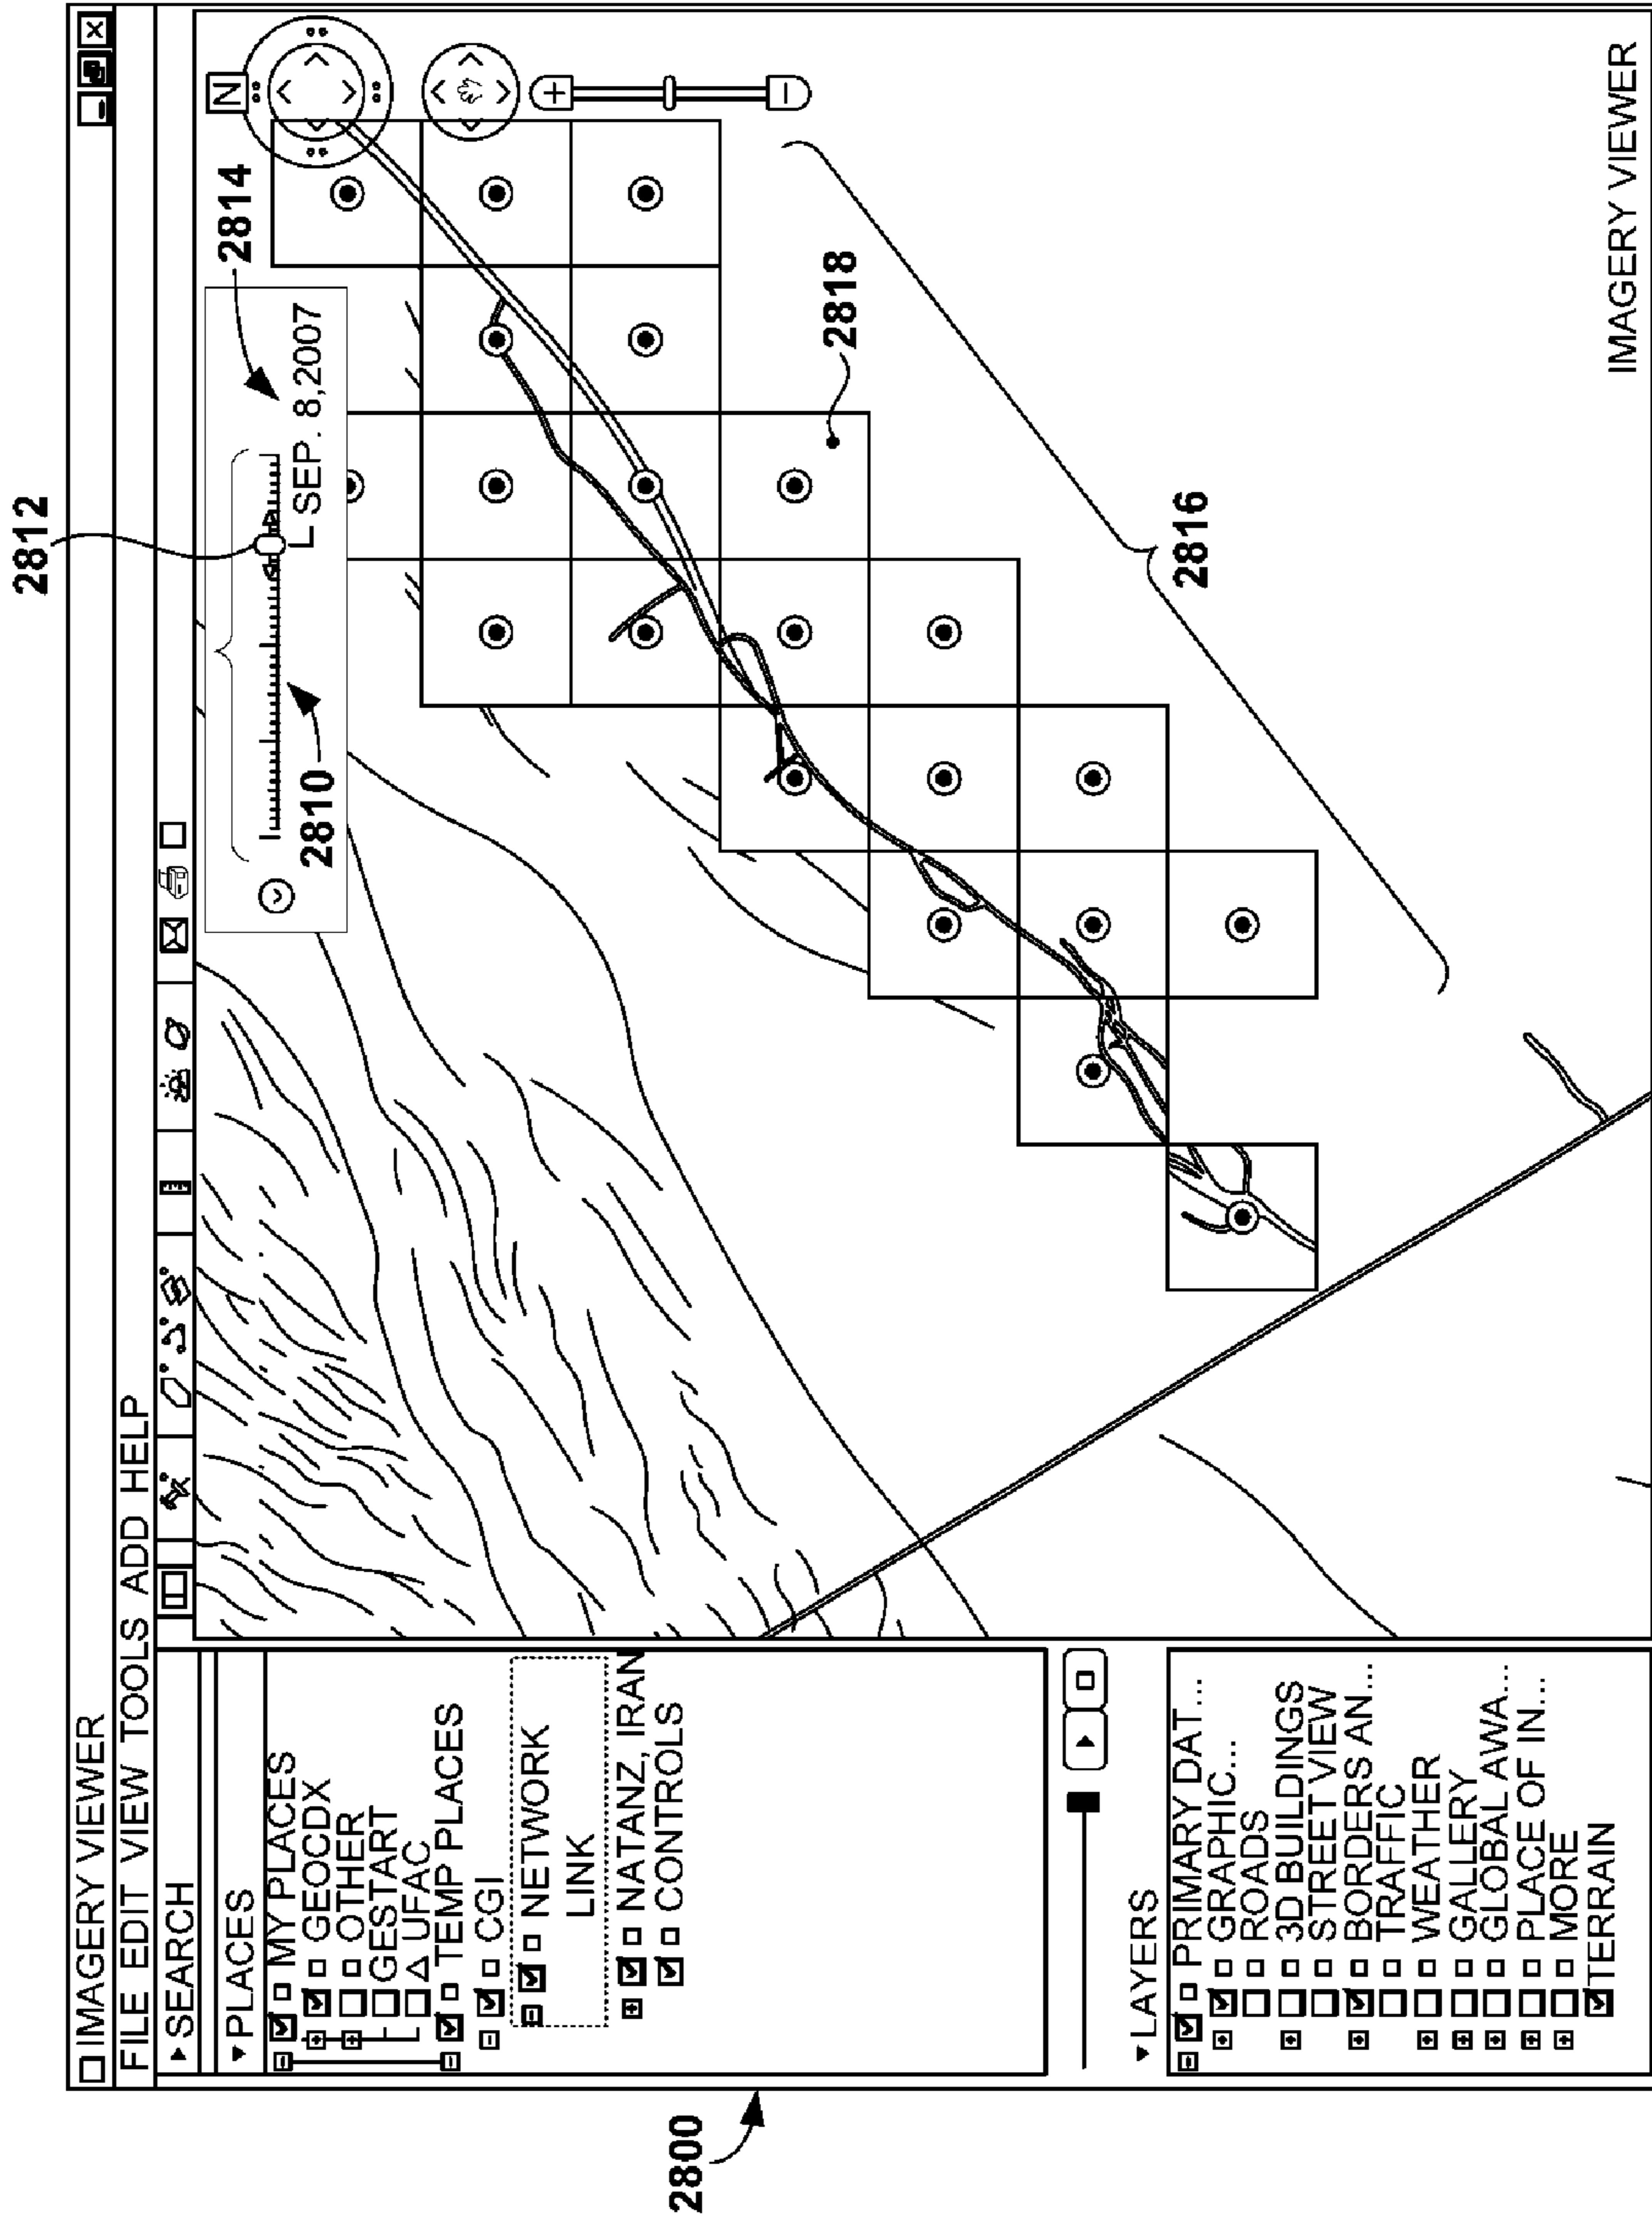 2800
2812
IMAGERY VIEWER
FILE EDIT VIEW TOOLS ADD HELP
SEARCH
PLACES
MY PLACES
GEOCDX
OTHER
GESTART
UFAC
TEMP PLACES
CGI
NETWORK
LINK
NATANZ, IRAN
CONTROLS
LAYERS
PRIMARY DAT...
GRAPHIC...
ROADS
3D BUILDINGS
STREET VIEW
BORDERS AN...
TRAFFIC
WEATHER
GALLERY
GLOBAL AWA...
PLACE OF IN...
MORE
TERRAIN
2810
SEP. 8,2007
2814
N
2818
2816
IMAGERY VIEWER